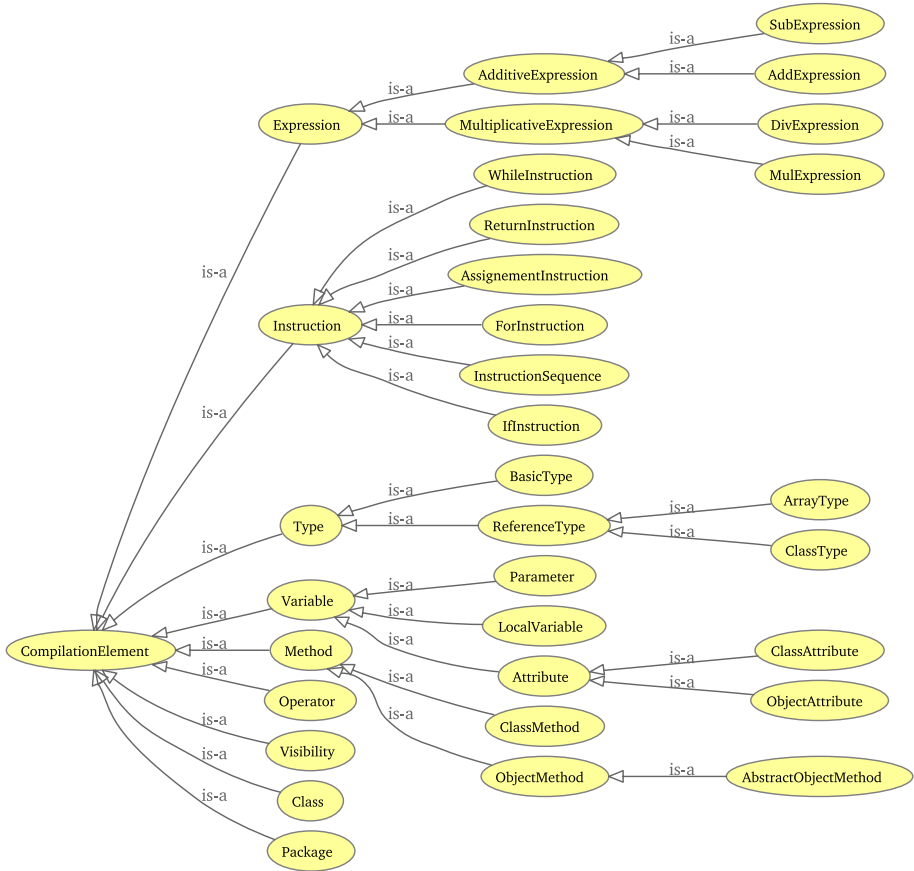 SubExpression
is-a
AdditiveExpression
is-a
AddExpression
is-a
Expression
is-a
MultiplicativeExpression
is-a
DivExpression
is-a
MulExpression
WhileInstruction
is-a
ReturnInstruction
is-a
is-a
AssignementInstruction
is-a
Instruction
is-a
ForInstruction
is-a
InstructionSequence
is-a
is-a
IfInstruction
BasicType
is-a
ArrayType
is-a
Type
is-a
ReferenceType
is-a
ClassType
is-a
Parameter
is-a
Variable
is-a
is-a
LocalVariable
CompilationElement
is-a
Method
is-a
ClassAttribute
is-a
Attribute
is-a
ObjectAttribute
is-a
Operator
is-a
ClassMethod
is-a
Visibility
is-a
ObjectMethod
is-a
AbstractObjectMethod
is-a
Class
is-a
Package